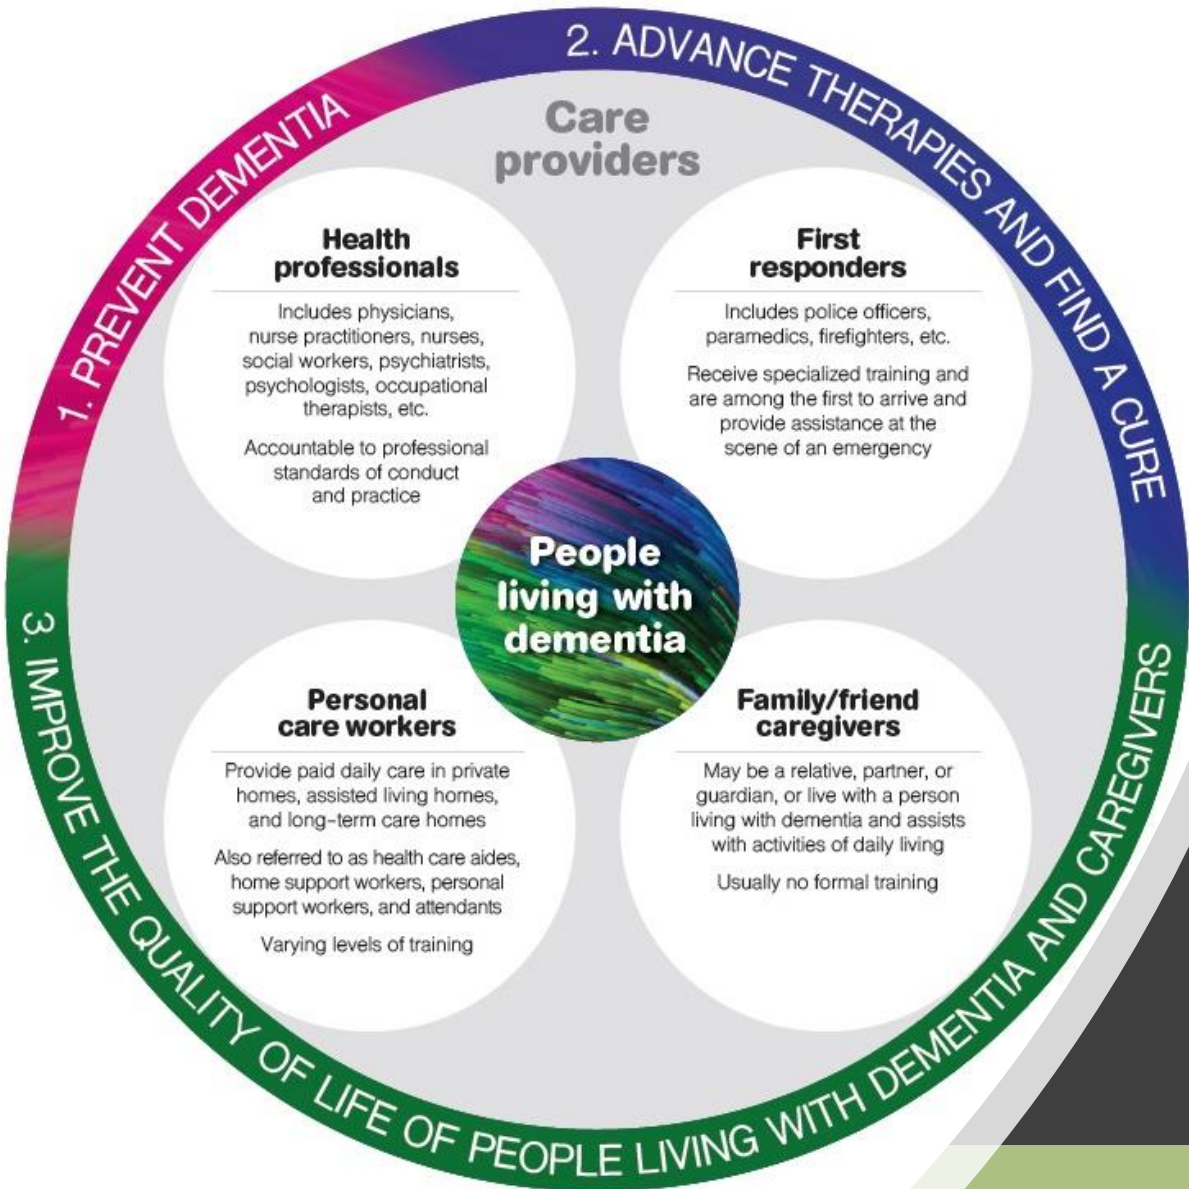 1. PREVENT DEMENTIA
2. ADVANCE THERAPIES AND FIND A CURE
3. IMPROVE THE QUALITY OF LIFE OF PEOPLE LIVING WITH DEMENTIA AND CAREGIVERS
Care
providers
Health
professionals
Includes physicians,
nurse practitioners, nurses,
social workers, psychiatrists,
psychologists, occupational
therapists, etc.
Accountable to professional
standards of conduct
and practice
First
responders
Includes police officers,
paramedics, firefighters, etc.
Receive specialized training and
are among the first to arrive and
provide assistance at the
scene of an emergency
People
living with
dementia
Personal
care workers
Provide paid daily care in private
homes, assisted living homes,
and long-term care homes
Also referred to as health care aides,
home support workers, personal
support workers, and attendants
Varying levels of training
Family/friend
caregivers
May be a relative, partner, or
guardian, or live with a person
living with dementia and assists
with activities of daily living
Usually no formal training